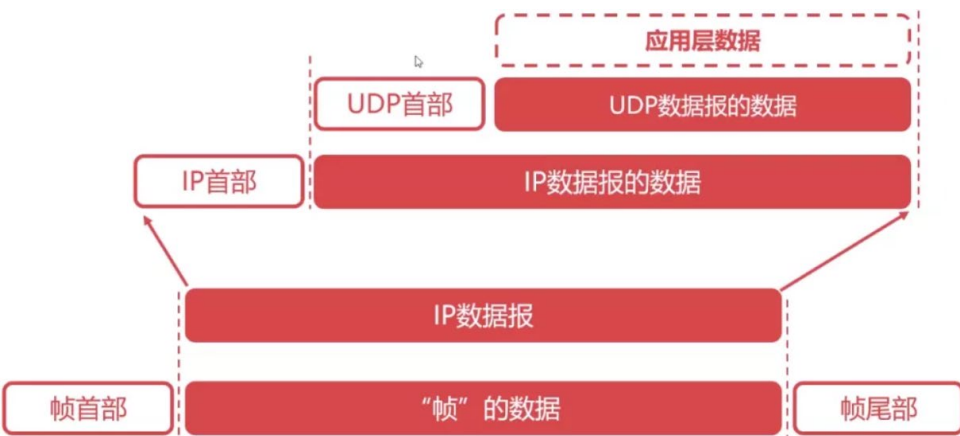 应用层数据
UDP首部 UDP数据报的数据
IP首部 IP数据报的数据
IP数据报
帧首部 “帧”的数据 帧尾部